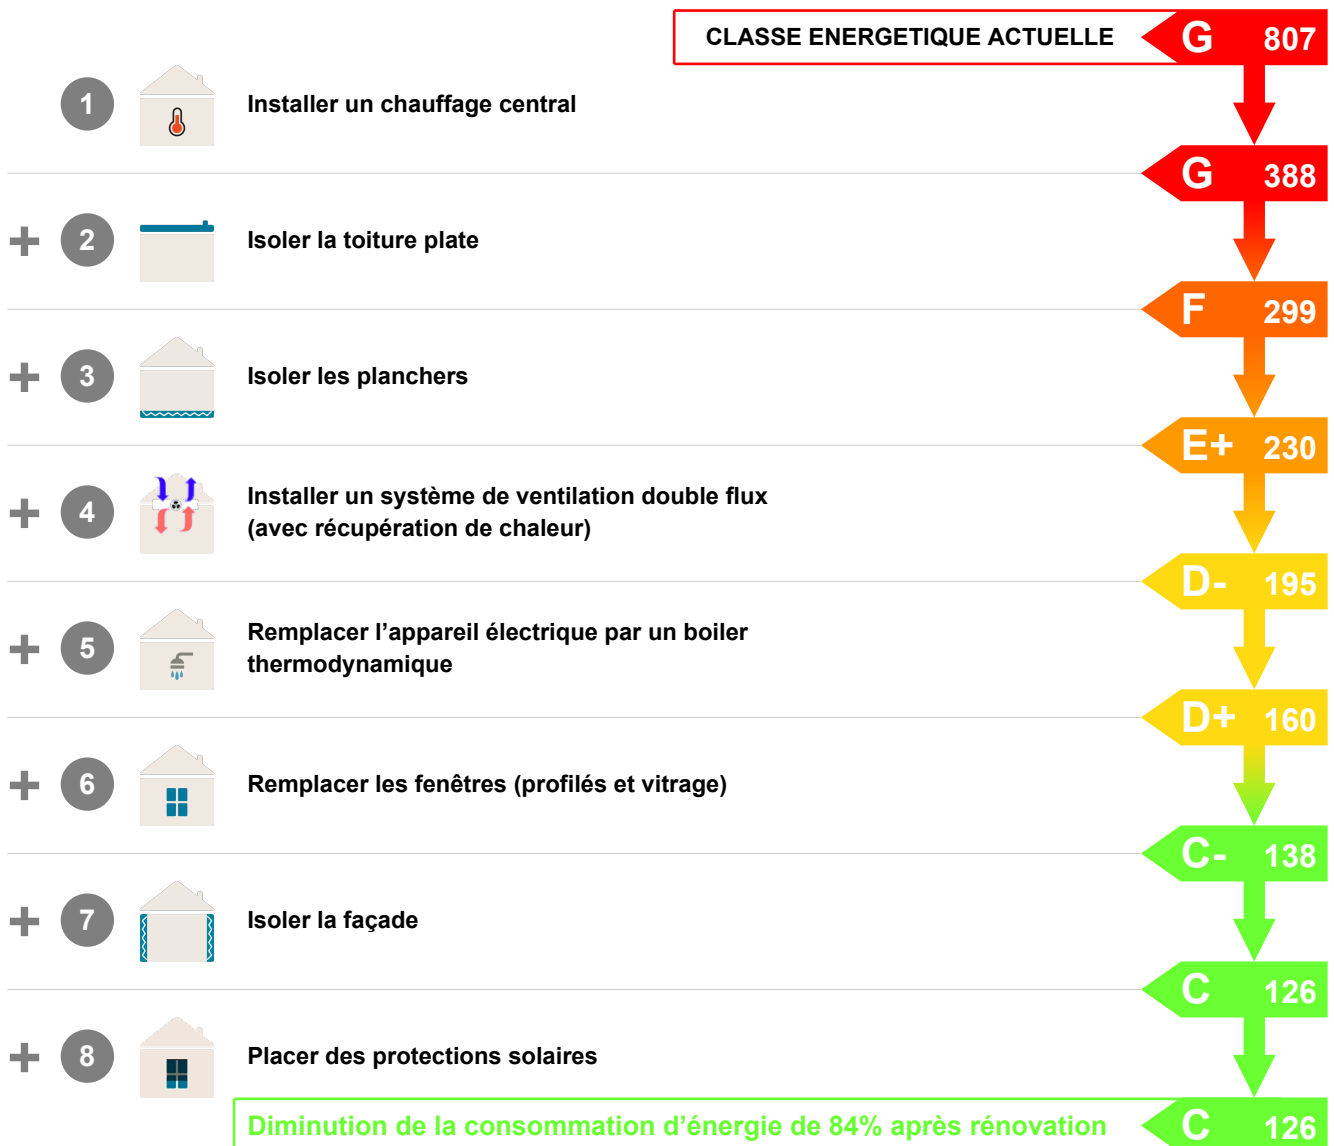 CLASSE ENERGETIQUE ACTUELLE G 807
1 Installer un chauffage central
G 388
+ 2 Isoler la toiture plate
F 299
+ 3 Isoler les planchers
E+ 230
+ 4 Installer un système de ventilation double flux
(avec récupération de chaleur)
D- 195
+ 5 Remplacer l’appareil électrique par un boiler
thermodynamique
D+ 160
+ 6 Remplacer les fenêtres (profilés et vitrage)
C- 138
+ 7 Isoler la façade
C 126
+ 8 Placer des protections solaires
Diminution de la consommation d’énergie de 84% après rénovation C 126